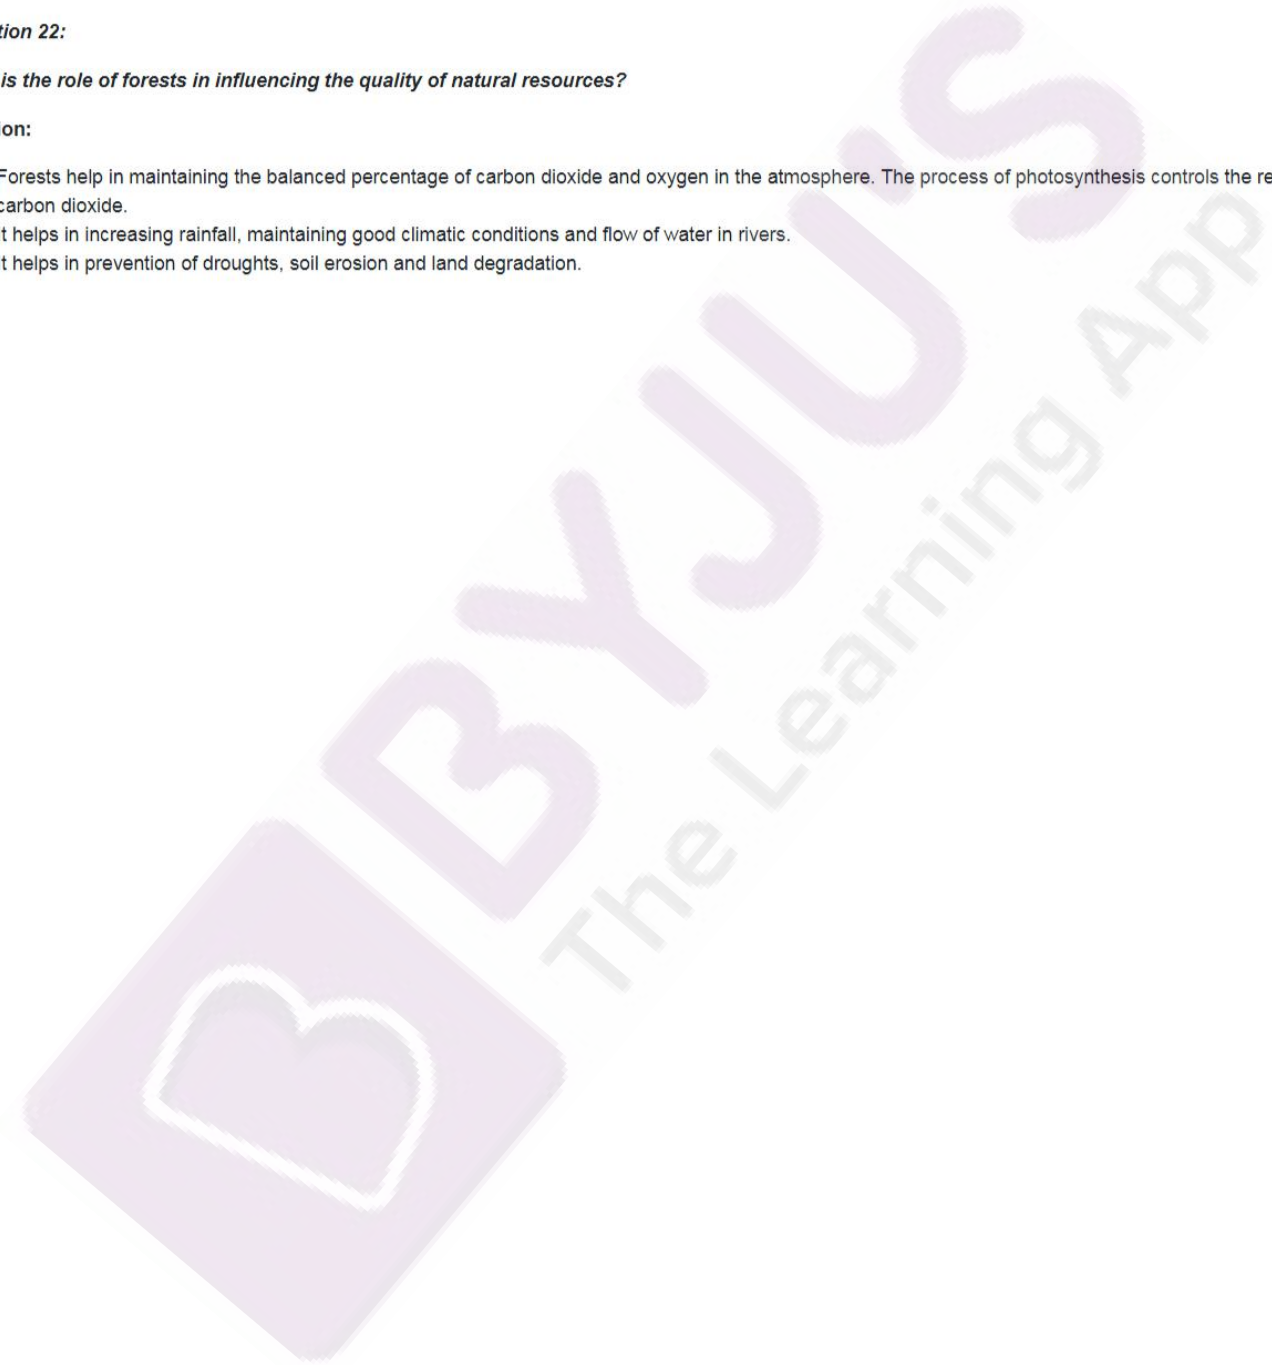 tion 22:
is the role of forests in influencing the quality of natural resources?
ion:
Forests help in maintaining the balanced percentage of carbon dioxide and oxygen in the atmosphere. The process of photosynthesis controls the re
carbon dioxide.
t helps in increasing rainfall, maintaining good climatic conditions and flow of water in rivers.
t helps in prevention of droughts, soil erosion and land degradation.
BYJU'S
The Learning App